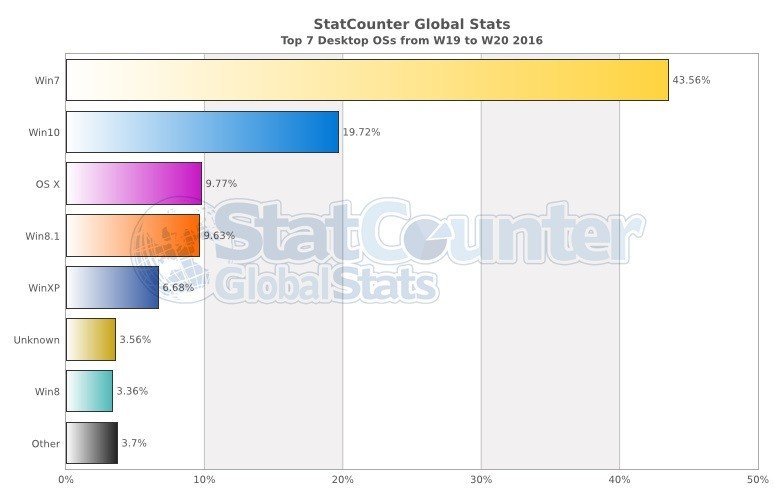 StatCounter Global Stats
Top 7 Desktop OSs from W19 to W20 2016
Win7
43.56%
Win10
19.72%
OS X
9.77%
Win8.1
9.63%
WinXP
6.68%
Unknown
3.56%
Win8
3.36%
Other
3.7%
StatCounter
GlobalStats
0% 10% 20% 30% 40% 50%